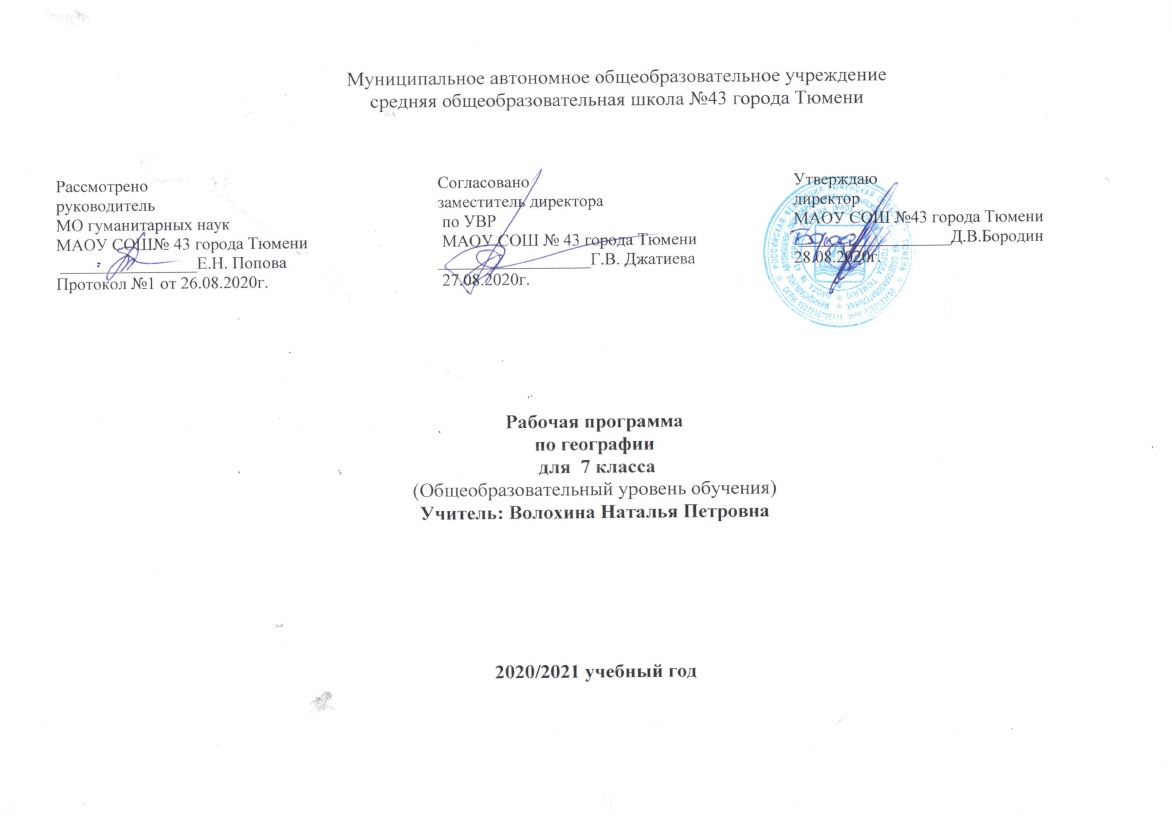 Муниципальное автономное общеобразовательное учреждение
средняя общеобразовательная школа №43 города Тюмени
Рассмотрено
руководитель
МО гуманитарных наук
МАОУ СОШ№ 43 города Тюмени
________________Е.Н. Попова
Протокол №1 от 26.08.2020г.
Согласовано
заместитель директора
по УВР
МАОУ СОШ № 43 города Тюмени
__________________Г.В. Джатиева
27.08.2020г.
Утверждаю
директор
МАОУ СОШ №43 города Тюмени
__________________Д.В.Бородин
28.08.2020г.
Рабочая программа
по географии
для 7 класса
(Общеобразовательный уровень обучения)
Учитель: Волохина Наталья Петровна
2020/2021 учебный год